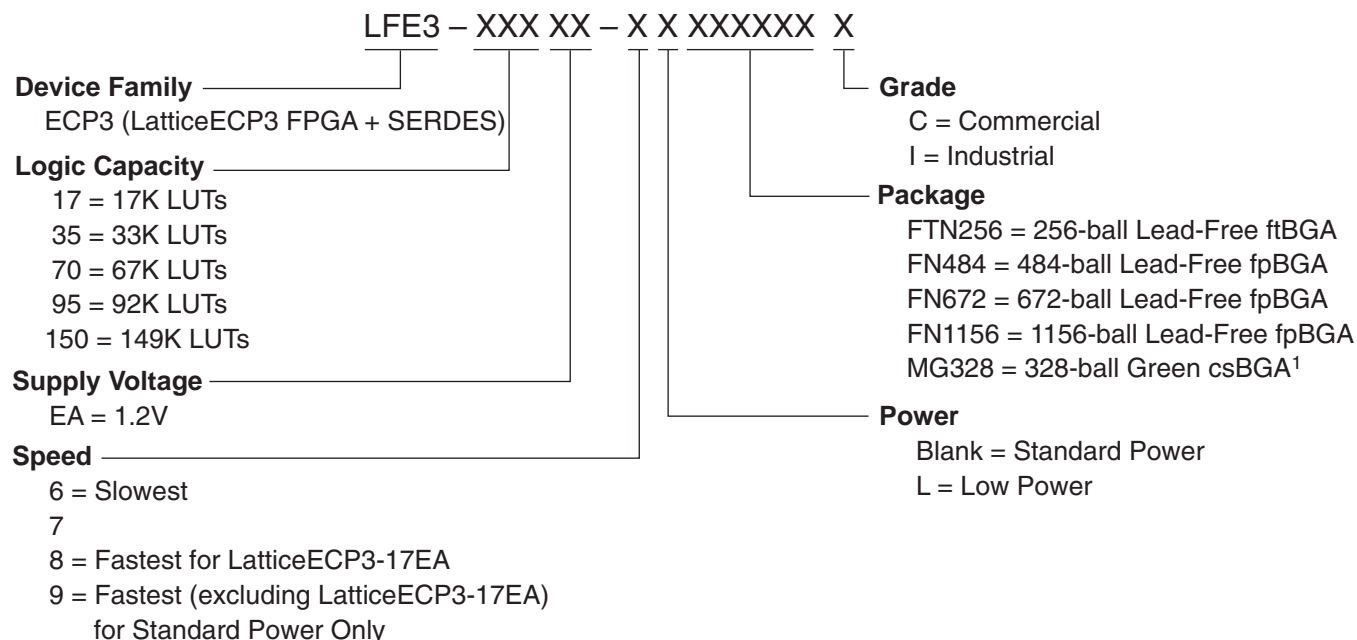 LFE3 – XXX XX – X X XXXXXX X
Device Family
ECP3 (LatticeECP3 FPGA + SERDES)
Logic Capacity
17 = 17K LUTs
35 = 33K LUTs
70 = 67K LUTs
95 = 92K LUTs
150 = 149K LUTs
Supply Voltage
EA = 1.2V
Speed
6 = Slowest
7
8 = Fastest for LatticeECP3-17EA
9 = Fastest (excluding LatticeECP3-17EA)
for Standard Power Only
Grade
C = Commercial
I = Industrial
Package
FTN256 = 256-ball Lead-Free ftBGA
FN484 = 484-ball Lead-Free fpBGA
FN672 = 672-ball Lead-Free fpBGA
FN1156 = 1156-ball Lead-Free fpBGA
MG328 = 328-ball Green csBGA¹
Power
Blank = Standard Power
L = Low Power